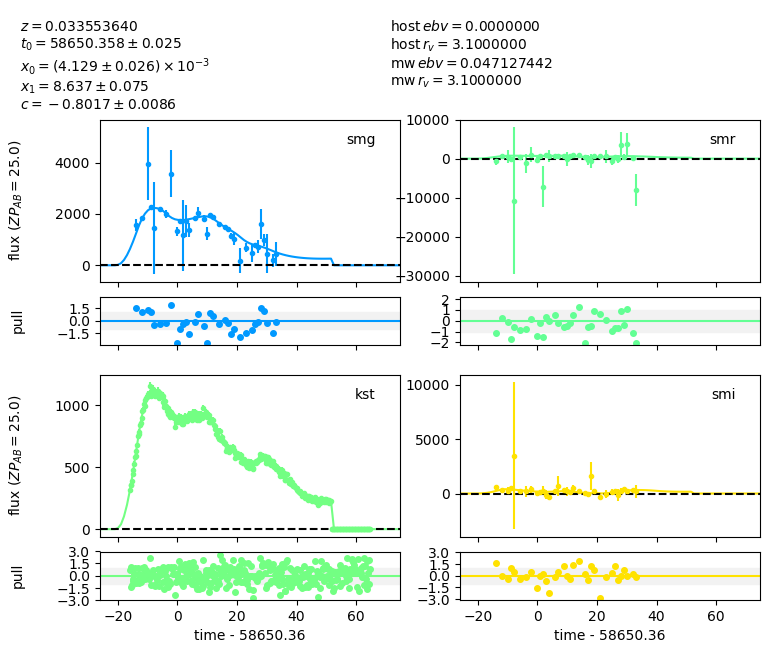 z = 0.033553640
t₀ = 58650.358 ± 0.025
x₀ = (4.129 ± 0.026) × 10⁻³
x₁ = 8.637 ± 0.075
c = −0.8017 ± 0.0086
host ebv = 0.0000000
host r_v = 3.1000000
mw ebv = 0.047127442
mw r_v = 3.1000000
flux (ZP_AB = 25.0)
4000
2000
0
smg
10000
0
−10000
−20000
−30000
smr
pull
1.5
0.0
−1.5
2
1
0
−1
−2
flux (ZP_AB = 25.0)
1000
500
0
kst
10000
5000
0
smi
pull
3.0
1.5
0.0
−1.5
−3.0
3.0
1.5
0.0
−1.5
−3.0
−20 0 20 40 60
−20 0 20 40 60
time - 58650.36
time - 58650.36